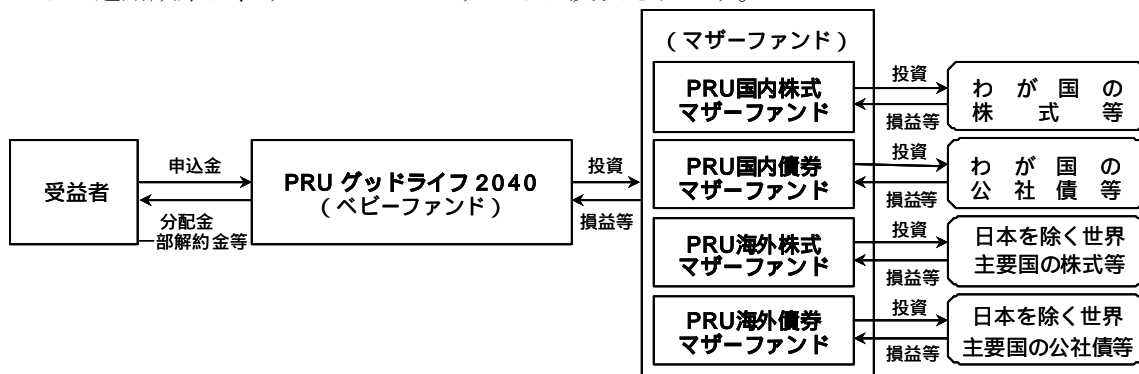 (マザーファンド)
PRU国内株式
マザーファンド
投資
損益等
わが国の
株式等
受益者
申込金
分配金
一部解約金等
PRU グッドライフ2040
(ベビーファンド)
投資
損益等
PRU国内債券
マザーファンド
投資
損益等
わが国の
公社債等
PRU海外株式
マザーファンド
投資
損益等
日本を除く世界
主要国の株式等
PRU海外債券
マザーファンド
投資
損益等
日本を除く世界
主要国の公社債等